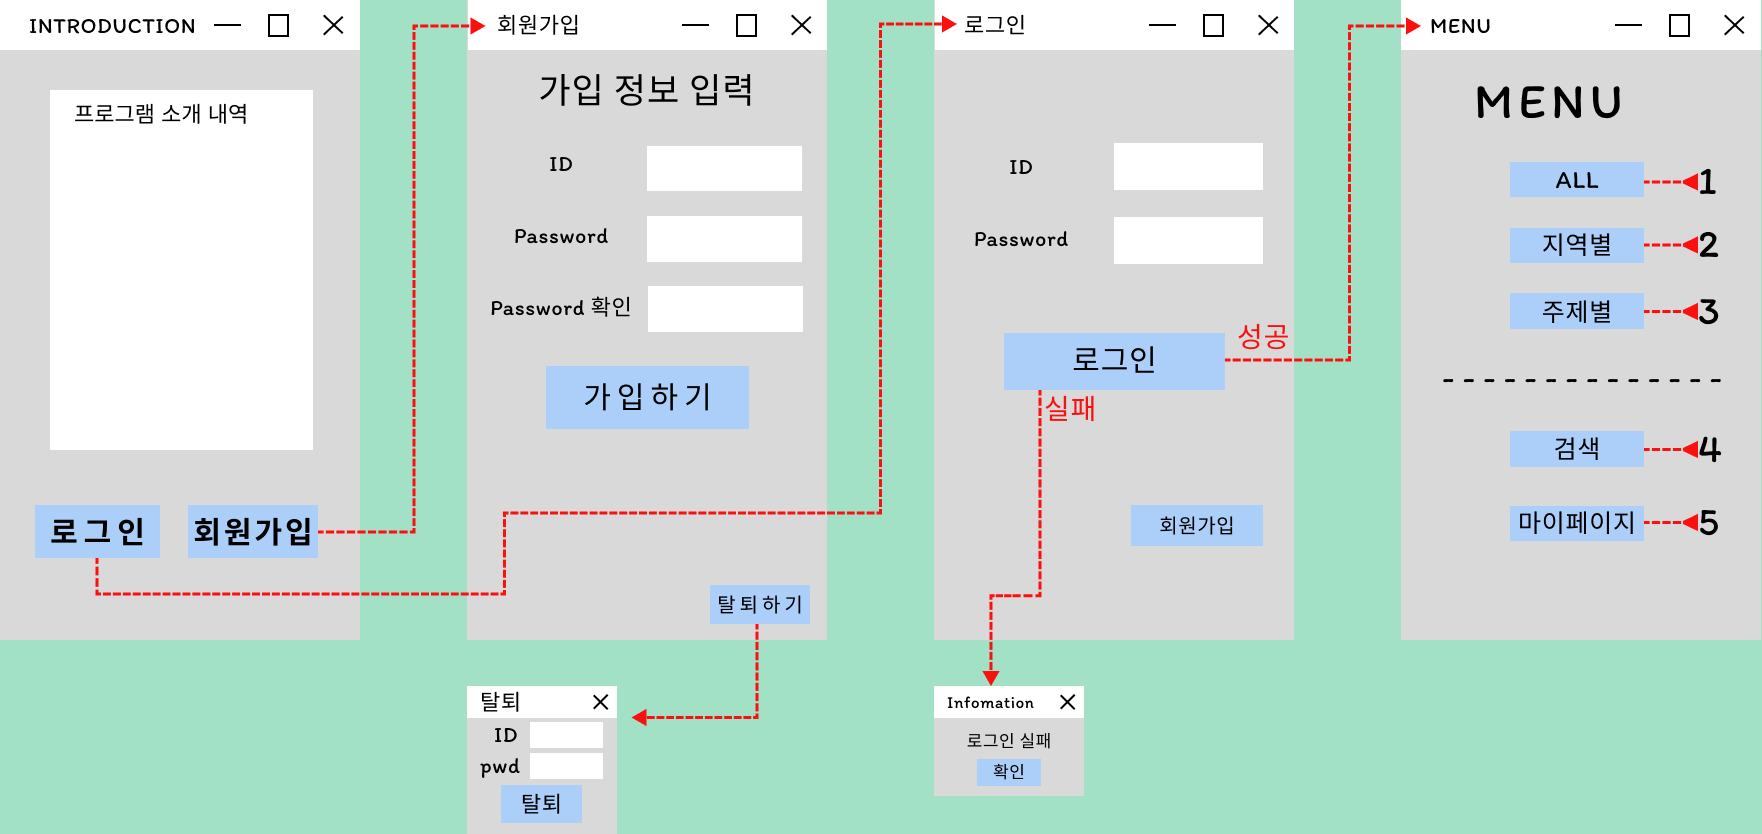 INTRODUCTION
프로그램 소개 내역
로그인
회원가입
회원가입
가입 정보 입력
ID
Password
Password 확인
가입하기
탈퇴하기
탈퇴
ID
pwd
탈퇴
로그인
ID
Password
로그인
성공
실패
회원가입
Infomation
로그인 실패
확인
MENU
MENU
ALL
1
지역별
2
주제별
3
검색
4
마이페이지
5